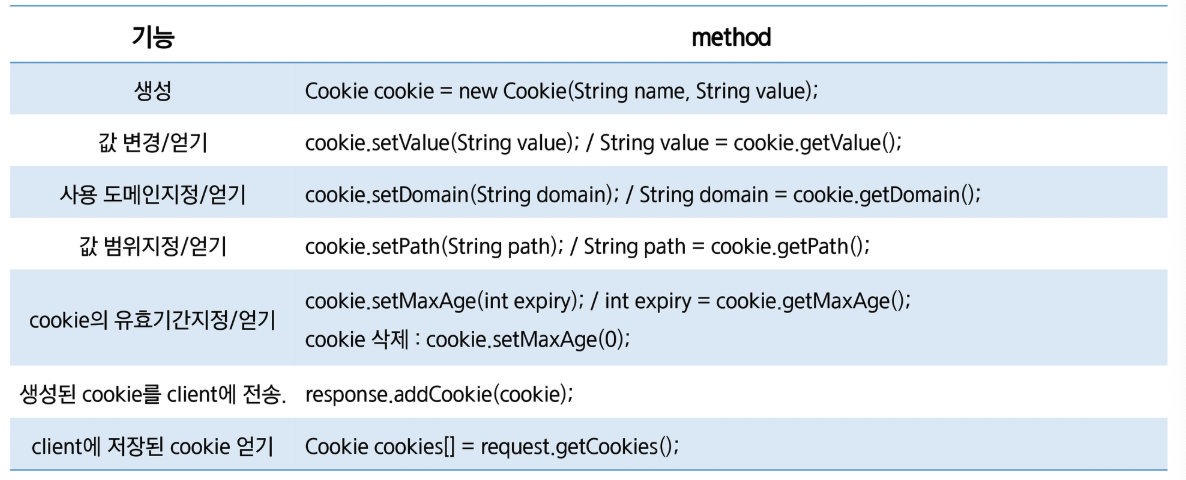 기능 method
생성 Cookie cookie = new Cookie(String name, String value);
값 변경/얻기 cookie.setValue(String value); / String value = cookie.getValue();
사용 도메인지정/얻기 cookie.setDomain(String domain); / String domain = cookie.getDomain();
값 범위지정/얻기 cookie.setPath(String path); / String path = cookie.getPath();
cookie의 유효기간지정/얻기 cookie.setMaxAge(int expiry); / int expiry = cookie.getMaxAge();
cookie 삭제 : cookie.setMaxAge(0);
생성된 cookie를 client에 전송. response.addCookie(cookie);
client에 저장된 cookie 얻기 Cookie cookies[] = request.getCookies();